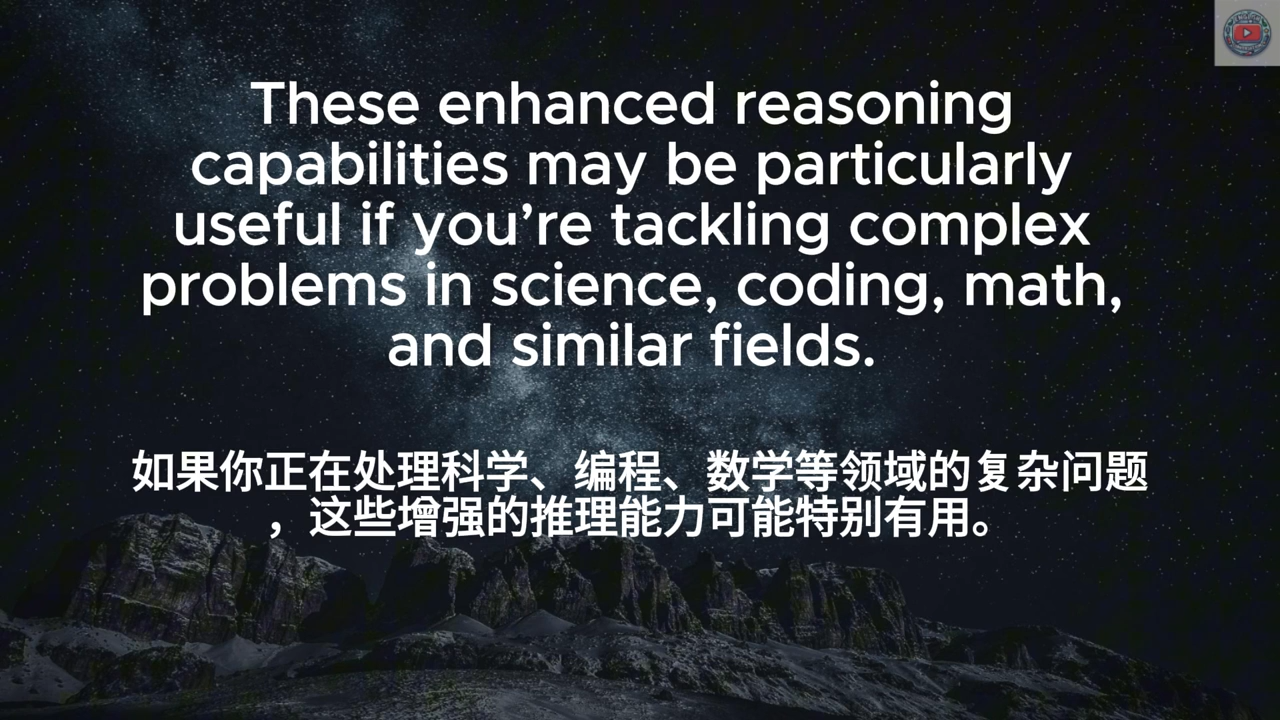 These enhanced reasoning
capabilities may be particularly
useful if you’re tackling complex
problems in science, coding, math,
and similar fields.
如果你正在处理科学、编程、数学等领域的复杂问题
，这些增强的推理能力可能特别有用。